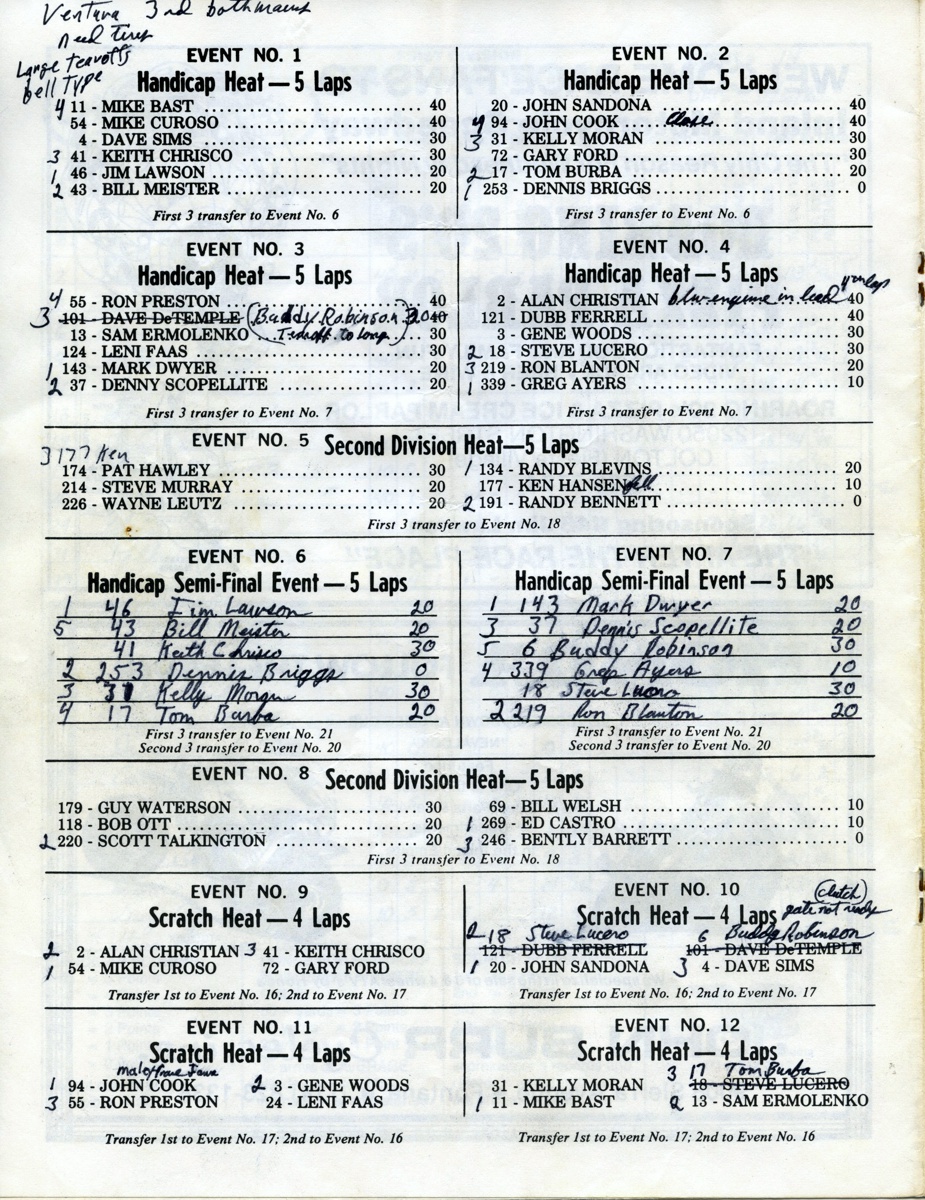 Ventura 3rd both mains
need tires
Large tearoffs
bell Type
EVENT NO. 1
Handicap Heat — 5 Laps
4 11 - MIKE BAST 40
54 - MIKE CUROSO 40
4 - DAVE SIMS 30
3 41 - KEITH CHRISCO 30
1 46 - JIM LAWSON 20
2 43 - BILL MEISTER 20
First 3 transfer to Event No. 6
EVENT NO. 2
Handicap Heat — 5 Laps
20 - JOHN SANDONA 40
4 94 - JOHN COOK 40
3 31 - KELLY MORAN 30
72 - GARY FORD 30
2 17 - TOM BURBA 20
1 253 - DENNIS BRIGGS 0
First 3 transfer to Event No. 6
EVENT NO. 3
Handicap Heat — 5 Laps
4 55 - RON PRESTON 40
3 101 - DAVE DeTEMPLE (Buddy Robinson) 40
13 - SAM ERMOLENKO 30
124 - LENI FAAS 30
1 143 - MARK DWYER 20
2 37 - DENNY SCOPELLITE 20
First 3 transfer to Event No. 7
EVENT NO. 4
Handicap Heat — 5 Laps
2 - ALAN CHRISTIAN blew engine in lead 40
121 - DUBB FERRELL 40
3 - GENE WOODS 30
2 18 - STEVE LUCERO 30
3 219 - RON BLANTON 20
1 339 - GREG AYERS 10
First 3 transfer to Event No. 7
EVENT NO. 5 Second Division Heat—5 Laps
3 177 Ken
174 - PAT HAWLEY 30
214 - STEVE MURRAY 20
226 - WAYNE LEUTZ 20
1 134 - RANDY BLEVINS 20
177 - KEN HANSEN fell 10
2 191 - RANDY BENNETT 0
First 3 transfer to Event No. 18
EVENT NO. 6
Handicap Semi-Final Event — 5 Laps
1 46 Jim Lawson 20
5 43 Bill Meister 20
41 Keith Chrisco 30
2 253 Dennis Briggs 0
3 31 Kelly Moran 30
4 17 Tom Burba 20
First 3 transfer to Event No. 21
Second 3 transfer to Event No. 20
EVENT NO. 7
Handicap Semi-Final Event — 5 Laps
1 143 Mark Dwyer 20
3 37 Dennis Scopellite 20
5 6 Buddy Robinson 30
4 339 Greg Ayers 10
18 Steve Lucero 30
2 219 Ron Blanton 20
First 3 transfer to Event No. 21
Second 3 transfer to Event No. 20
EVENT NO. 8 Second Division Heat—5 Laps
179 - GUY WATERSON 30
118 - BOB OTT 20
2 220 - SCOTT TALKINGTON 20
69 - BILL WELSH 10
1 269 - ED CASTRO 10
3 246 - BENTLY BARRETT 0
First 3 transfer to Event No. 18
EVENT NO. 9
Scratch Heat — 4 Laps
2 2 - ALAN CHRISTIAN 3 41 - KEITH CHRISCO
1 54 - MIKE CUROSO 72 - GARY FORD
Transfer 1st to Event No. 16; 2nd to Event No. 17
EVENT NO. 10
(clutch)
Scratch Heat — 4 Laps gate not ready
2 18 Steve Lucero 6 Buddy Robinson
121 - DUBB FERRELL 101 - DAVE DeTEMPLE
1 20 - JOHN SANDONA 3 4 - DAVE SIMS
Transfer 1st to Event No. 16; 2nd to Event No. 17
EVENT NO. 11
Scratch Heat — 4 Laps
1 94 - JOHN COOK 2 3 - GENE WOODS
3 55 - RON PRESTON 24 - LENI FAAS
Transfer 1st to Event No. 17; 2nd to Event No. 16
EVENT NO. 12
Scratch Heat — 4 Laps
3 17 Tom Burba
31 - KELLY MORAN 18 - STEVE LUCERO
1 11 - MIKE BAST 2 13 - SAM ERMOLENKO
Transfer 1st to Event No. 17; 2nd to Event No. 16